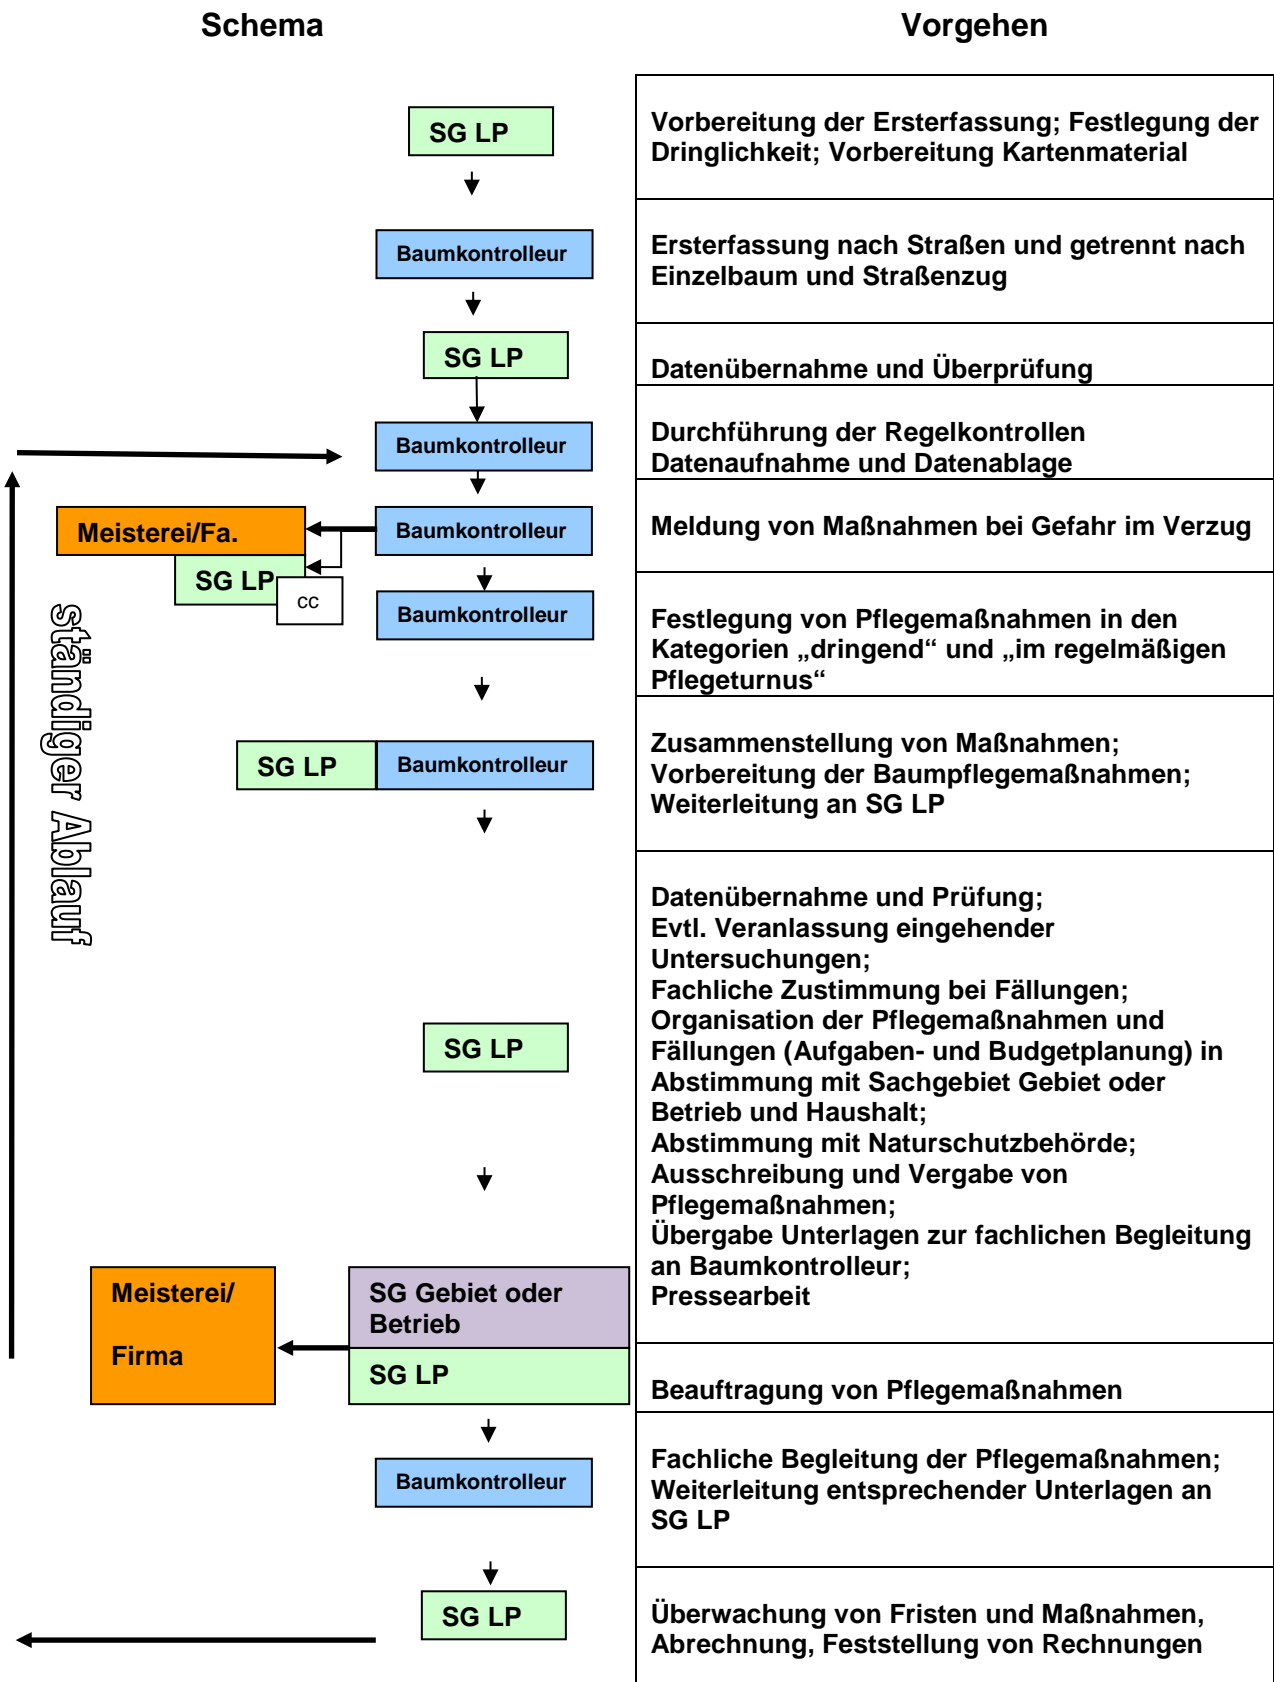 Schema
Vorgehen
SG LP
Vorbereitung der Ersterfassung; Festlegung der
Dringlichkeit; Vorbereitung Kartenmaterial
Baumkontrolleur
Ersterfassung nach Straßen und getrennt nach
Einzelbaum und Straßenzug
SG LP
Datenübernahme und Überprüfung
Baumkontrolleur
Durchführung der Regelkontrollen
Datenaufnahme und Datenablage
Meisterei/Fa.
SG LP
cc
Baumkontrolleur
Meldung von Maßnahmen bei Gefahr im Verzug
Baumkontrolleur
Festlegung von Pflegemaßnahmen in den
Kategorien „dringend“ und „im regelmäßigen
Pflegeturnus“
ständiger Ablauf
SG LP
Baumkontrolleur
Zusammenstellung von Maßnahmen;
Vorbereitung der Baumpflegemaßnahmen;
Weiterleitung an SG LP
SG LP
Datenübernahme und Prüfung;
Evtl. Veranlassung eingehender
Untersuchungen;
Fachliche Zustimmung bei Fällungen;
Organisation der Pflegemaßnahmen und
Fällungen (Aufgaben- und Budgetplanung) in
Abstimmung mit Sachgebiet Gebiet oder
Betrieb und Haushalt;
Abstimmung mit Naturschutzbehörde;
Ausschreibung und Vergabe von
Pflegemaßnahmen;
Übergabe Unterlagen zur fachlichen Begleitung
an Baumkontrolleur;
Pressearbeit
Meisterei/
Firma
SG Gebiet oder
Betrieb
SG LP
Beauftragung von Pflegemaßnahmen
Baumkontrolleur
Fachliche Begleitung der Pflegemaßnahmen;
Weiterleitung entsprechender Unterlagen an
SG LP
SG LP
Überwachung von Fristen und Maßnahmen,
Abrechnung, Feststellung von Rechnungen